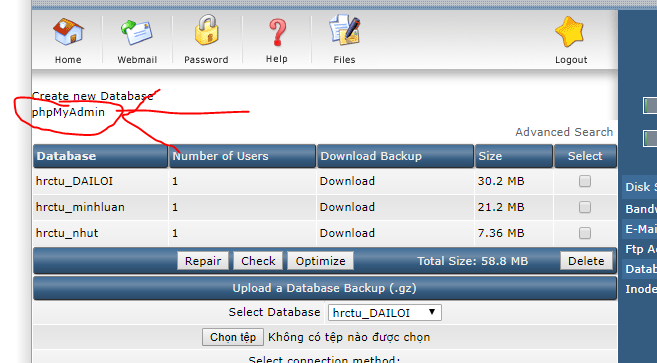 Home Webmail Password Help Files Logout
Create new Database
phpMyAdmin
Advanced Search
Database Number of Users Download Backup Size Select
hrctu_DAILOI 1 Download 30.2 MB
hrctu_minhluan 1 Download 21.2 MB
hrctu_nhut 1 Download 7.36 MB
Repair Check Optimize Total Size: 58.8 MB Delete
Upload a Database Backup (.gz)
Select Database hrctu_DAILOI
Chọn tệp Không có tệp nào được chọn
Select connection method:
Disk S
Bandw
E-Mai
Ftp Ac
Datab
Inode